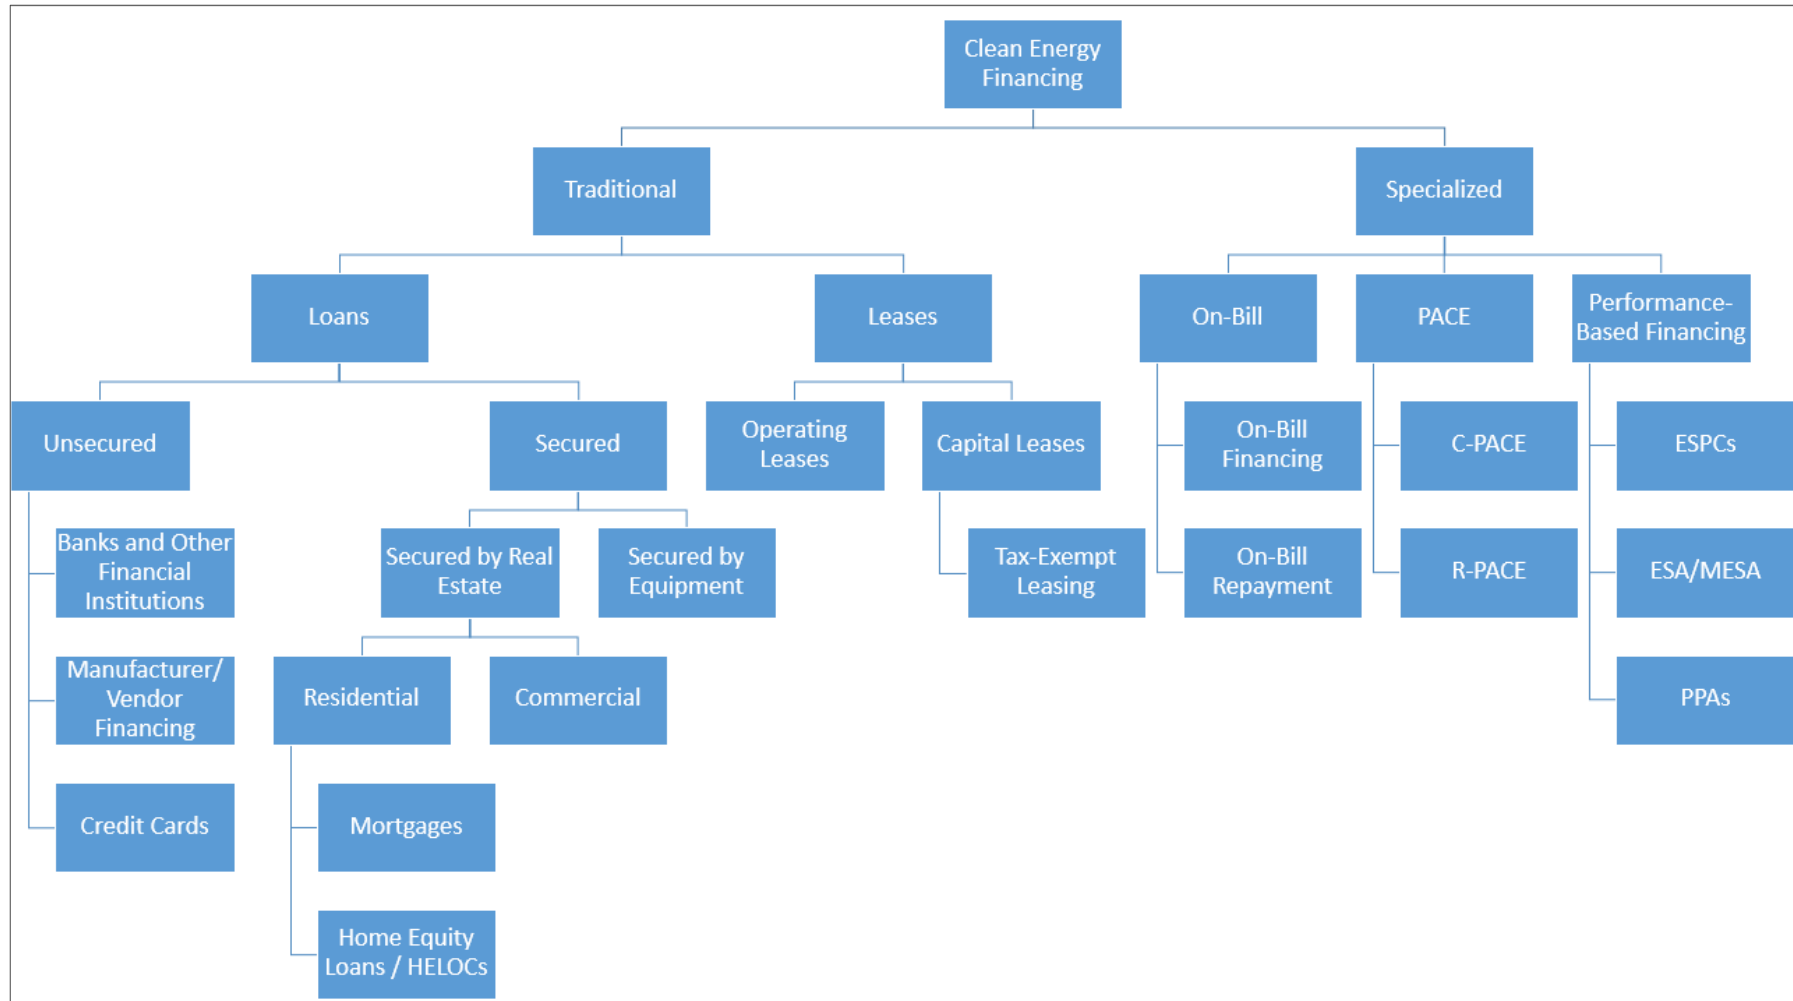 Clean Energy
Financing
Traditional
Specialized
Loans
Leases
On-Bill
PACE
Performance-
Based Financing
Unsecured
Secured
Operating
Leases
Capital Leases
On-Bill
Financing
C-PACE
ESPCs
Banks and Other
Financial
Institutions
Secured by Real
Estate
Secured by
Equipment
Tax-Exempt
Leasing
On-Bill
Repayment
R-PACE
ESA/MESA
Manufacturer/
Vendor
Financing
Residential
Commercial
PPAs
Credit Cards
Mortgages
Home Equity
Loans / HELOCs